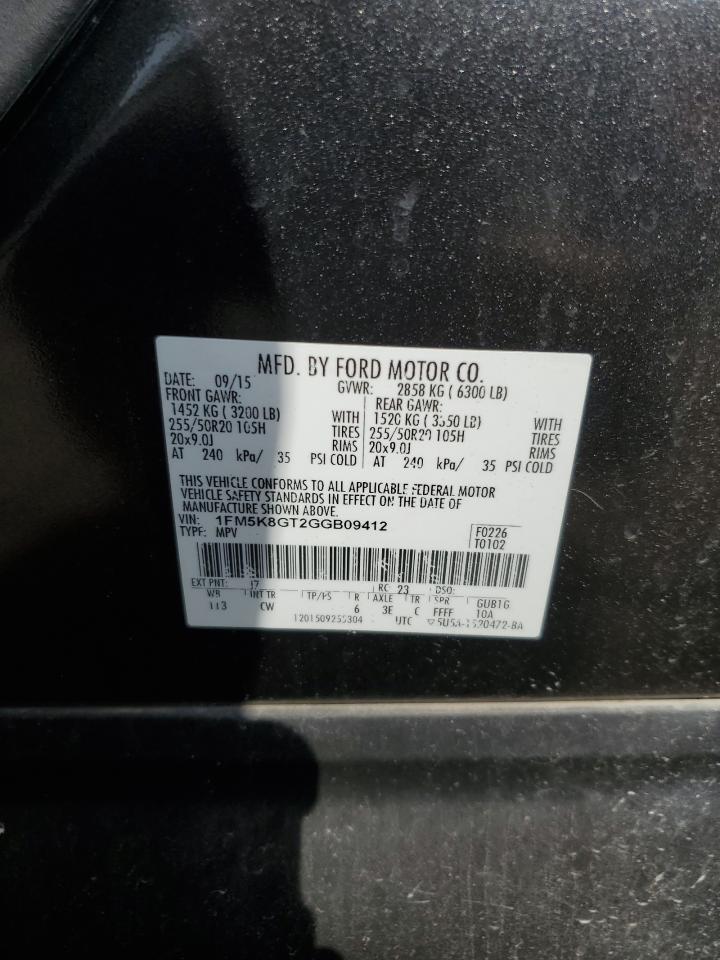 MFD. BY FORD MOTOR CO.
DATE: 09/15 GVWR: 2858 KG ( 6300 LB)
FRONT GAWR: REAR GAWR:
1452 KG ( 3200 LB) WITH 1520 KG ( 3350 LB) WITH
255/50R20 105H TIRES 255/50R20 105H TIRES
20x9.0J RIMS 20x9.0J RIMS
AT 240 kPa/ 35 PSI COLD AT 240 kPa/ 35 PSI COLD
THIS VEHICLE CONFORMS TO ALL APPLICABLE FEDERAL MOTOR
VEHICLE SAFETY STANDARDS IN EFFECT ON THE DATE OF
MANUFACTURE SHOWN ABOVE.
VIN: 1FM5K8GT2GGB09412 F0226
TYPE: MPV T0102
EXT PNT: RC: 23 DSO:
WB INT TR TP/PS R AXLE TR SPR GUB1G
113 CW 6 3E C FFFF 10A
1201509255304 UTC 5U5A-1520472-BA